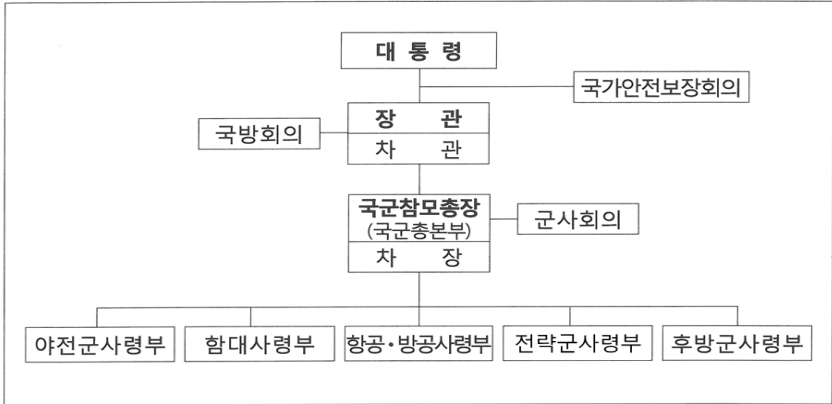 대 통 령
국가안전보장회의
국방회의
장 관
차 관
국군참모총장
(국군총본부)
차 장
군사회의
야전군사령부
함대사령부
항공·방공사령부
전략군사령부
후방군사령부